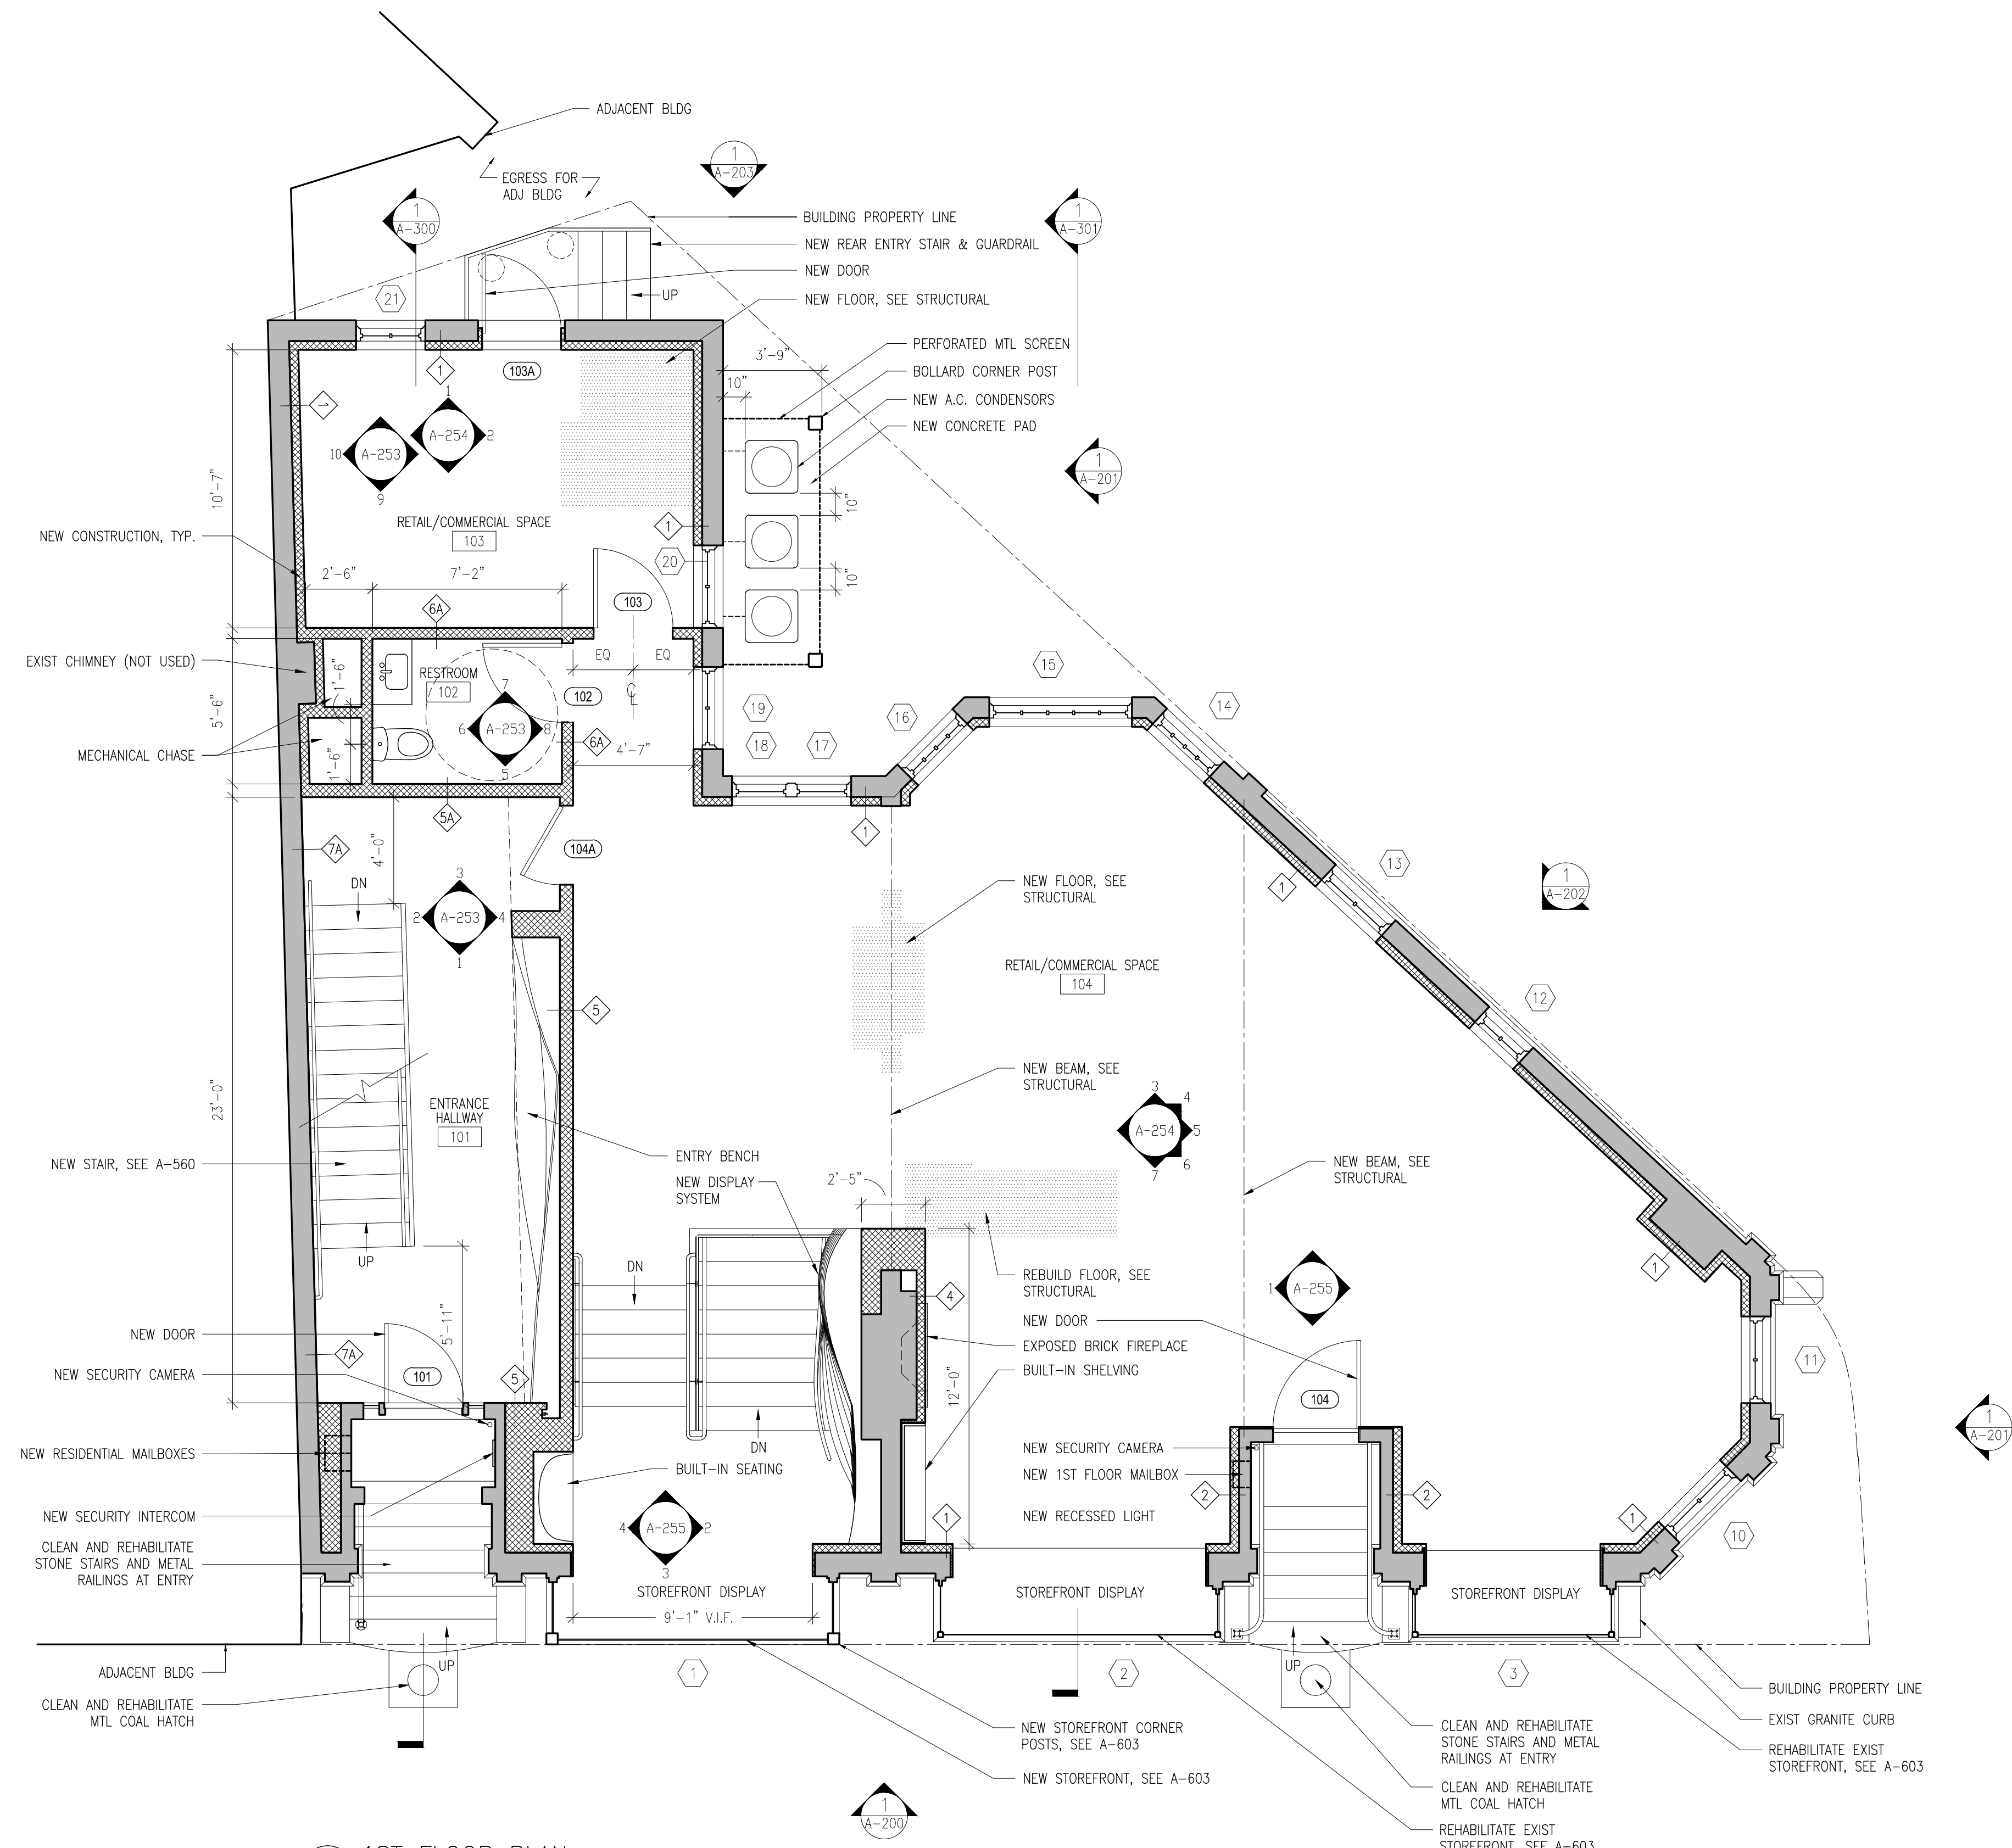 ADJACENT BLDG
1
A-203
EGRESS FOR
ADJ BLDG
1
A-300
BUILDING PROPERTY LINE
1
A-301
NEW REAR ENTRY STAIR & GUARDRAIL
NEW DOOR
21
UP
NEW FLOOR, SEE STRUCTURAL
PERFORATED MTL SCREEN
3'-9"
BOLLARD CORNER POST
1
103A
10"
NEW A.C. CONDENSORS
1
1
NEW CONCRETE PAD
A-254
2
10
A-253
9
1
A-201
10'-7"
10"
RETAIL/COMMERCIAL SPACE
103
1
NEW CONSTRUCTION, TYP.
20
2'-6"
7'-2"
10"
6A
103
EXIST CHIMNEY (NOT USED)
1'-6"
RESTROOM
102
EQ
EQ
15
7
102
CL
5'-6"
6
A-253
8
19
16
14
MECHANICAL CHASE
1'-6"
6A
4'-7"
18
17
5
5A
1
7A
4'-0"
104A
13
DN
3
1
NEW FLOOR, SEE
STRUCTURAL
1
A-202
2
A-253
4
1
RETAIL/COMMERCIAL SPACE
104
12
5
NEW BEAM, SEE
STRUCTURAL
23'-0"
3
4
ENTRANCE
HALLWAY
101
A-254
5
6
7
NEW STAIR, SEE A-560
ENTRY BENCH
NEW BEAM, SEE
STRUCTURAL
NEW DISPLAY
SYSTEM
2'-5"
UP
DN
1
REBUILD FLOOR, SEE
STRUCTURAL
4
1
A-255
NEW DOOR
5'-11"
NEW DOOR
EXPOSED BRICK FIREPLACE
7A
11
NEW SECURITY CAMERA
101
5
BUILT-IN SHELVING
12'-0"
104
1
A-201
NEW RESIDENTIAL MAILBOXES
DN
NEW SECURITY CAMERA
BUILT-IN SEATING
NEW 1ST FLOOR MAILBOX
2
2
NEW SECURITY INTERCOM
NEW RECESSED LIGHT
4
A-255
2
3
1
1
10
CLEAN AND REHABILITATE
STONE STAIRS AND METAL
RAILINGS AT ENTRY
STOREFRONT DISPLAY
STOREFRONT DISPLAY
STOREFRONT DISPLAY
9'-1" V.I.F.
ADJACENT BLDG
UP
UP
1
2
3
CLEAN AND REHABILITATE
MTL COAL HATCH
BUILDING PROPERTY LINE
EXIST GRANITE CURB
NEW STOREFRONT CORNER
POSTS, SEE A-603
CLEAN AND REHABILITATE
STONE STAIRS AND METAL
RAILINGS AT ENTRY
REHABILITATE EXIST
STOREFRONT, SEE A-603
NEW STOREFRONT, SEE A-603
CLEAN AND REHABILITATE
MTL COAL HATCH
1
A-200
REHABILITATE EXIST
STOREFRONT, SEE A-603
1ST FLOOR PLAN